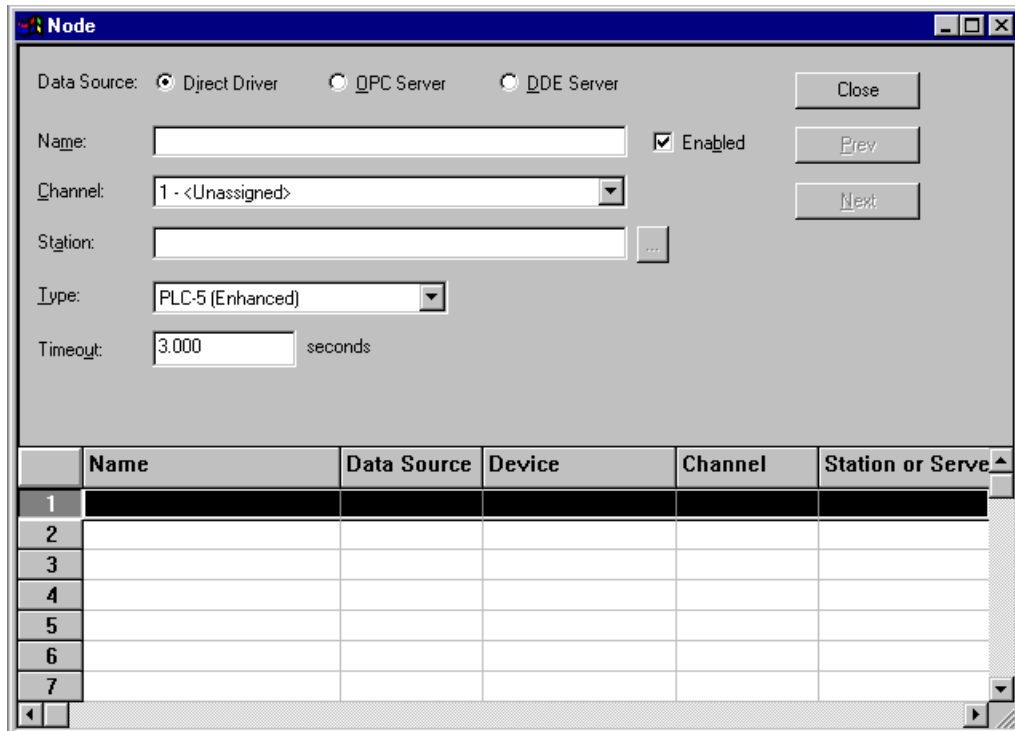 Node
Data Source: Direct Driver OPC Server DDE Server Close
Name: Enabled Prev
Channel: 1 - <Unassigned> Next
Station: ...
Type: PLC-5 (Enhanced)
Timeout: 3.000 seconds
Name Data Source Device Channel Station or Serve
1
2
3
4
5
6
7